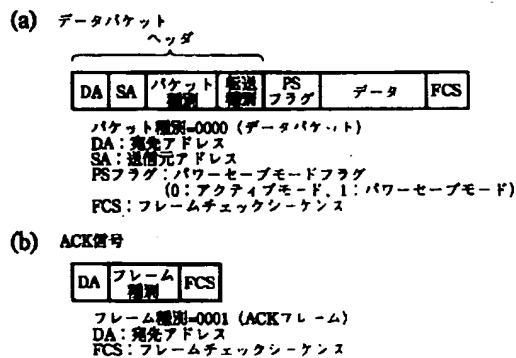 (a) データパケット
ヘッダ
DA SA パケット種別 転送種別 PSフラグ データ FCS
パケット種別=0000 (データパケット)
DA:宛先アドレス
SA:送信元アドレス
PSフラグ:パワーセーブモードフラグ
(0:アクティブモード、1:パワーセーブモード)
FCS:フレームチェックシーケンス
(b) ACK信号
DA フレーム種別 FCS
フレーム種別=0001 (ACKフレーム)
DA:宛先アドレス
FCS:フレームチェックシーケンス